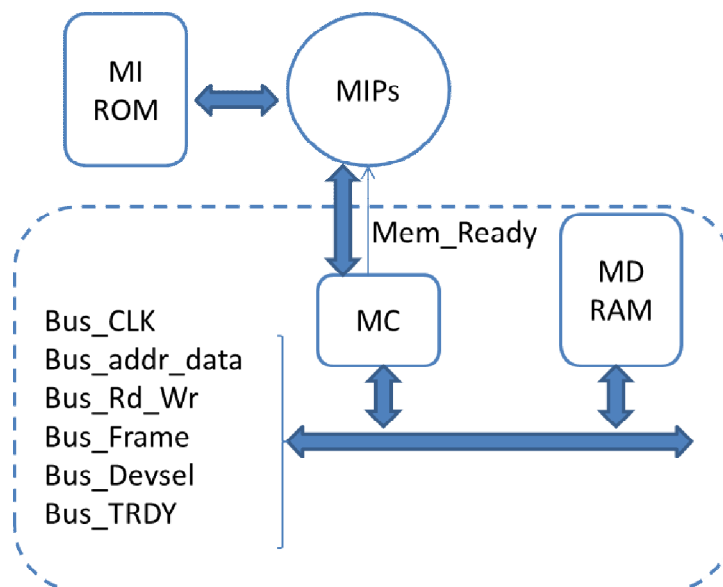 MI
ROM
MIPs
Mem_Ready
MD
RAM
MC
Bus_CLK
Bus_addr_data
Bus_Rd_Wr
Bus_Frame
Bus_Devsel
Bus_TRDY